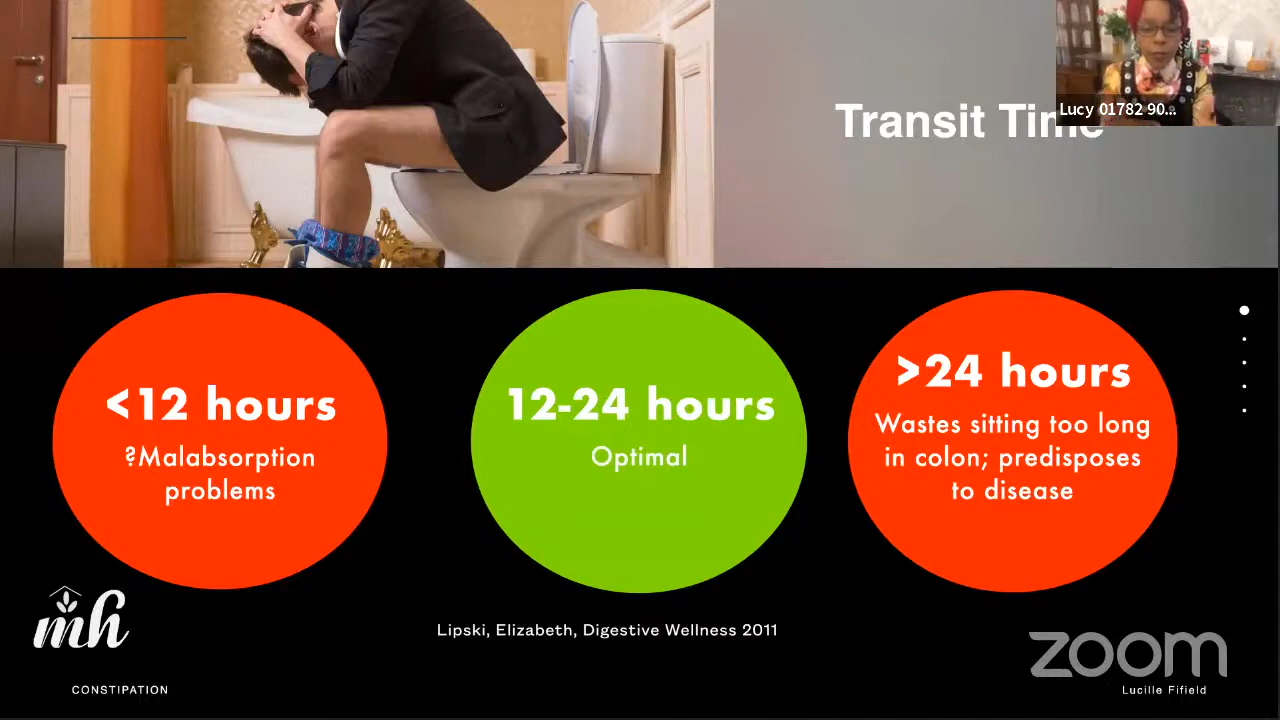 Transit Time
Lucy 01782 90...
<12 hours
?Malabsorption
problems
12-24 hours
Optimal
>24 hours
Wastes sitting too long
in colon; predisposes
to disease
mh
Lipski, Elizabeth, Digestive Wellness 2011
zoom
CONSTIPATION
Lucille Fifield